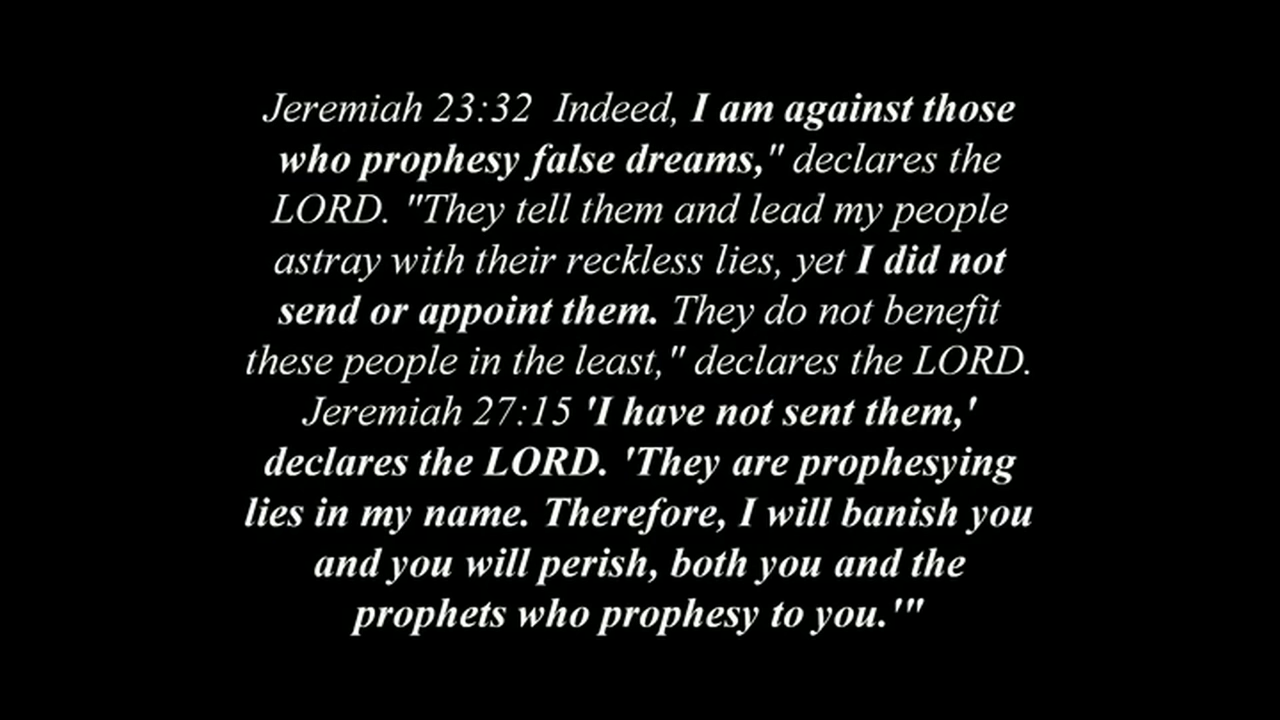 Jeremiah 23:32  Indeed, I am against those
who prophesy false dreams," declares the
LORD. "They tell them and lead my people
astray with their reckless lies, yet I did not
send or appoint them. They do not benefit
these people in the least," declares the LORD.
Jeremiah 27:15 'I have not sent them,'
declares the LORD. 'They are prophesying
lies in my name. Therefore, I will banish you
and you will perish, both you and the
prophets who prophesy to you.'"